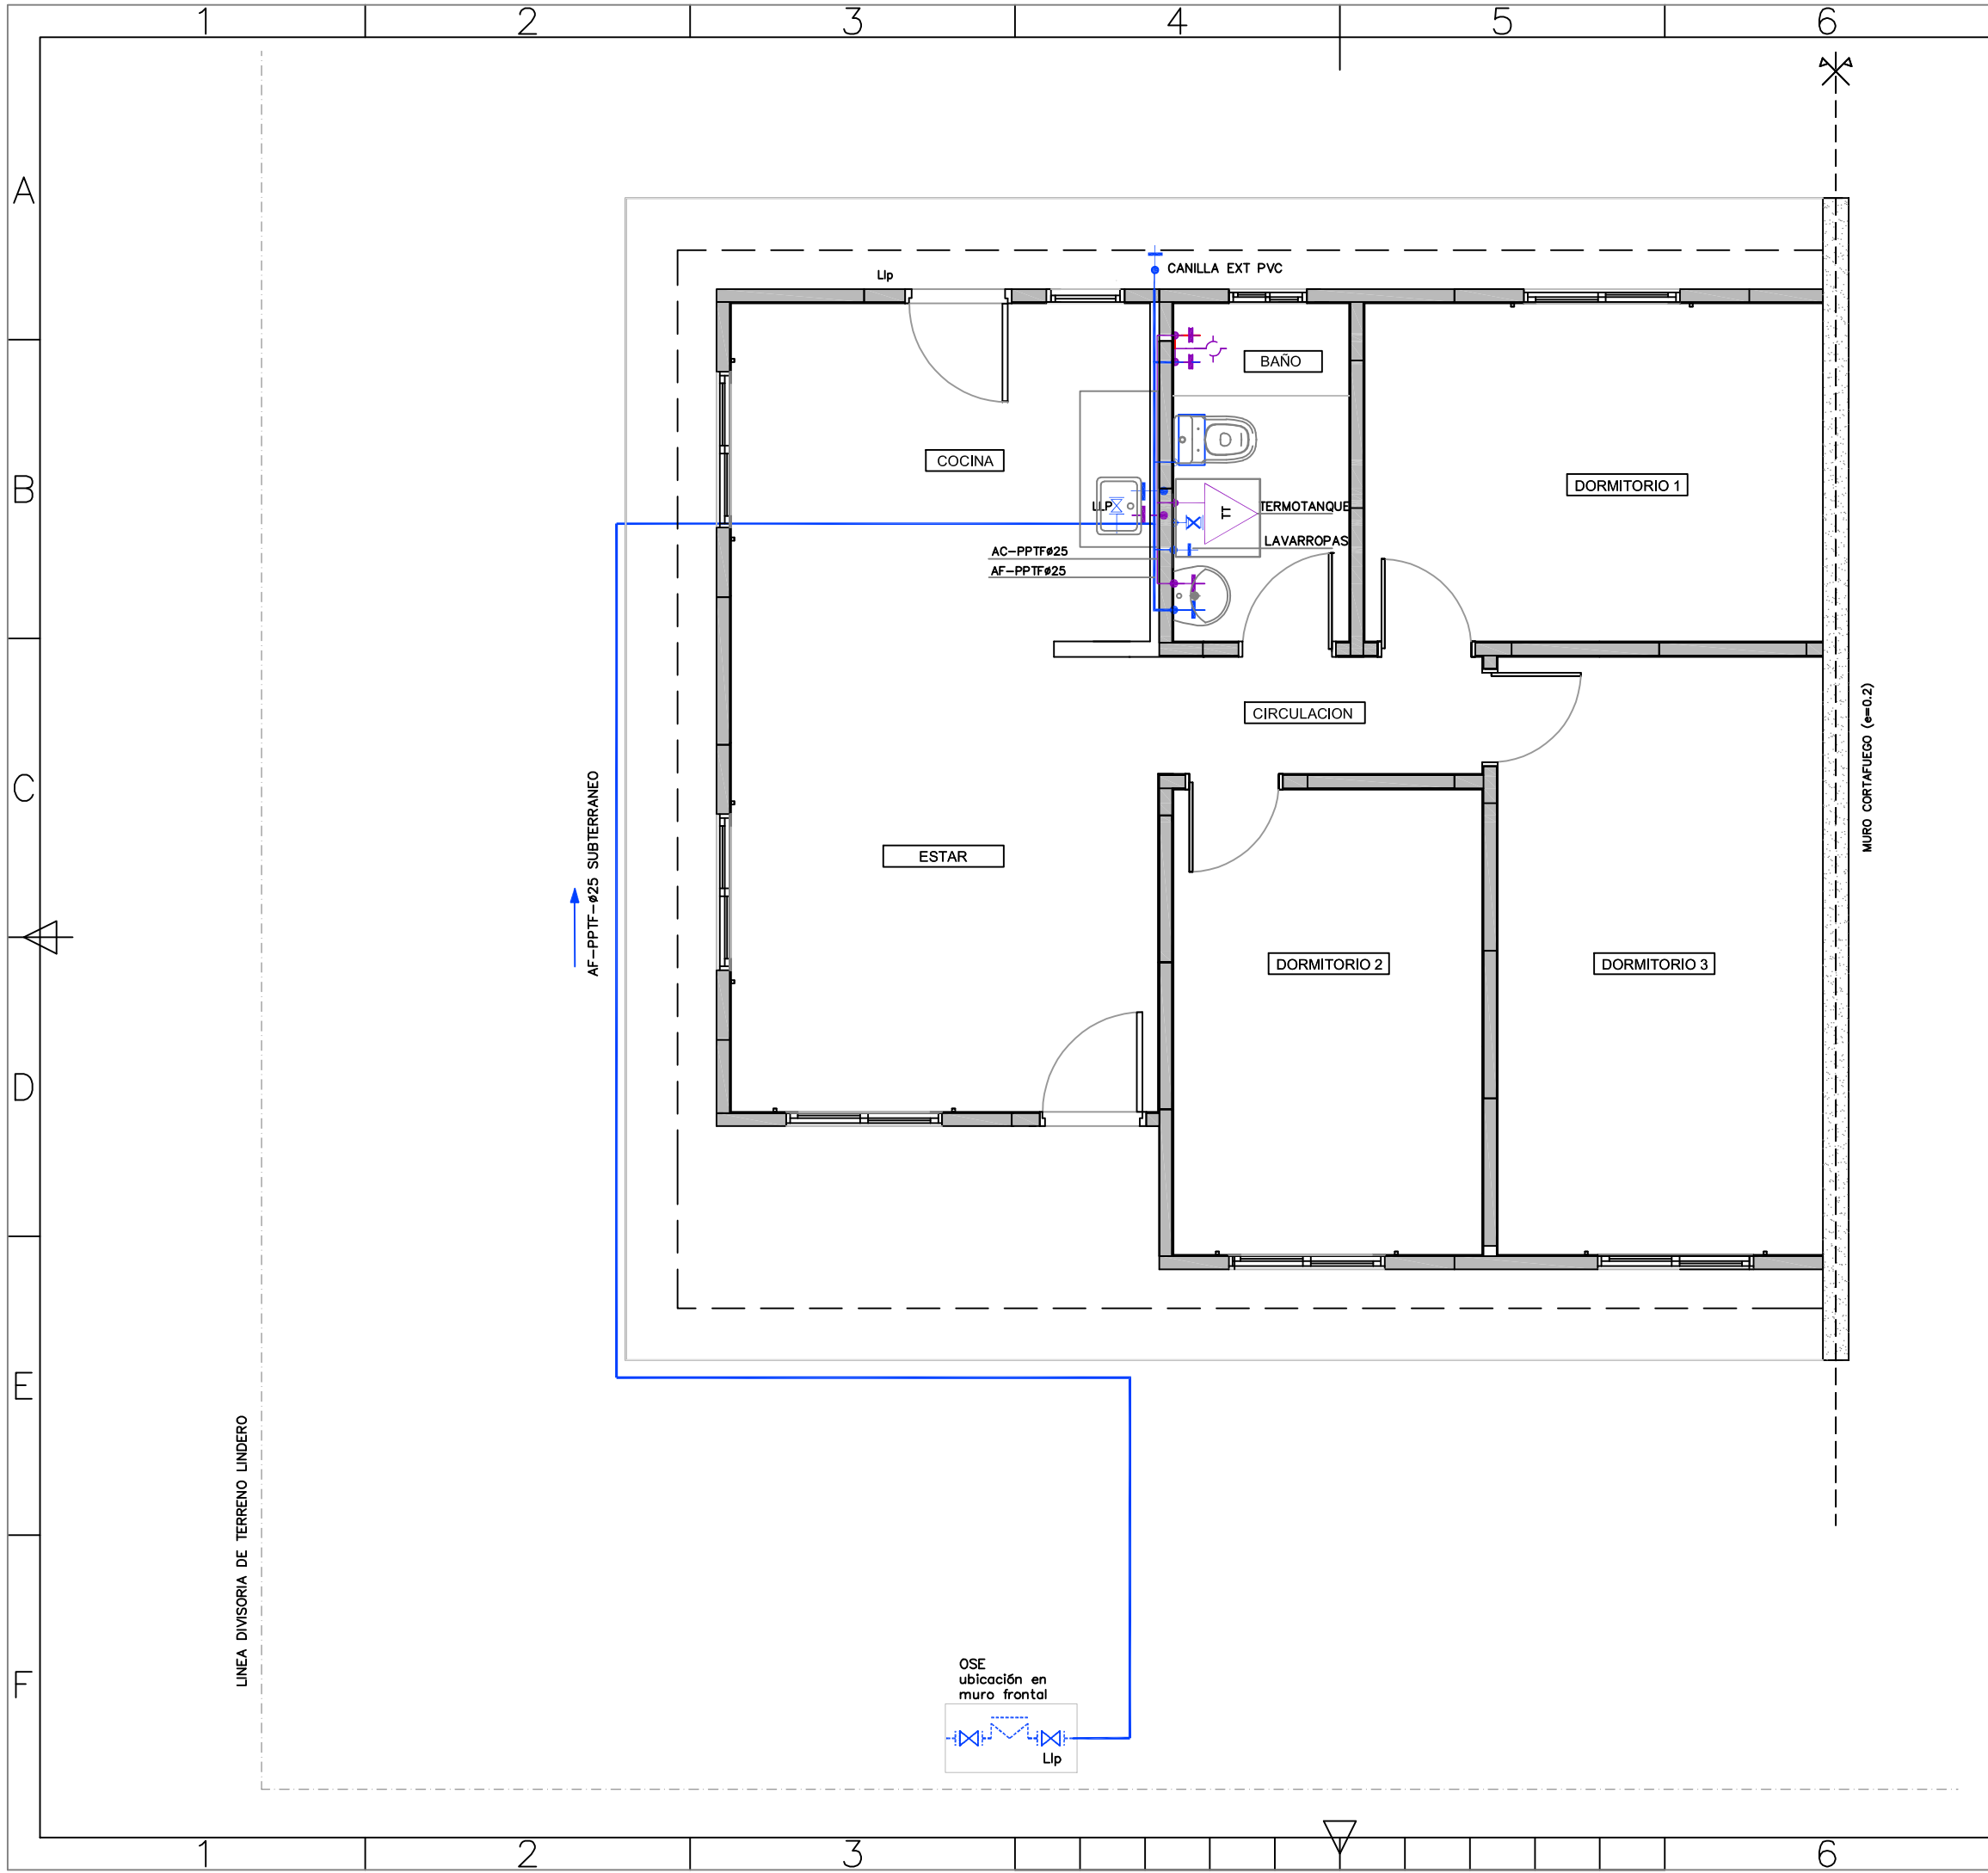 1 2 3 4 5 6
A
B
C
D
E
F
Llp
CANILLA EXT PVC
BAÑO
COCINA
DORMITORIO 1
LLP
TT
TERMOTANQUE
LAVARROPAS
AC-PPTFø25
AF-PPTFø25
CIRCULACION
MURO CORTAFUEGO (e=0.2)
AF-PPTF-ø25 SUBTERRANEO
ESTAR
DORMITORIO 2
DORMITORIO 3
LINEA DIVISORIA DE TERRENO LINDERO
OSE
ubicación en
muro frontal
Llp
1 2 3 6